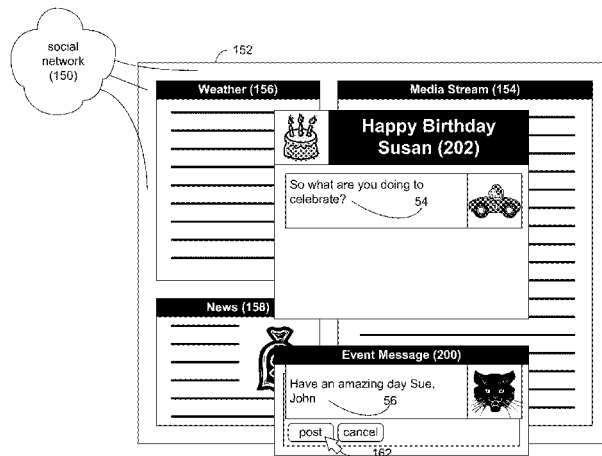 social
network
(150)
152
Weather (156)
Media Stream (154)
Happy Birthday
Susan (202)
So what are you doing to
celebrate?
54
News (158)
Event Message (200)
Have an amazing day Sue,
John
56
post
cancel
162